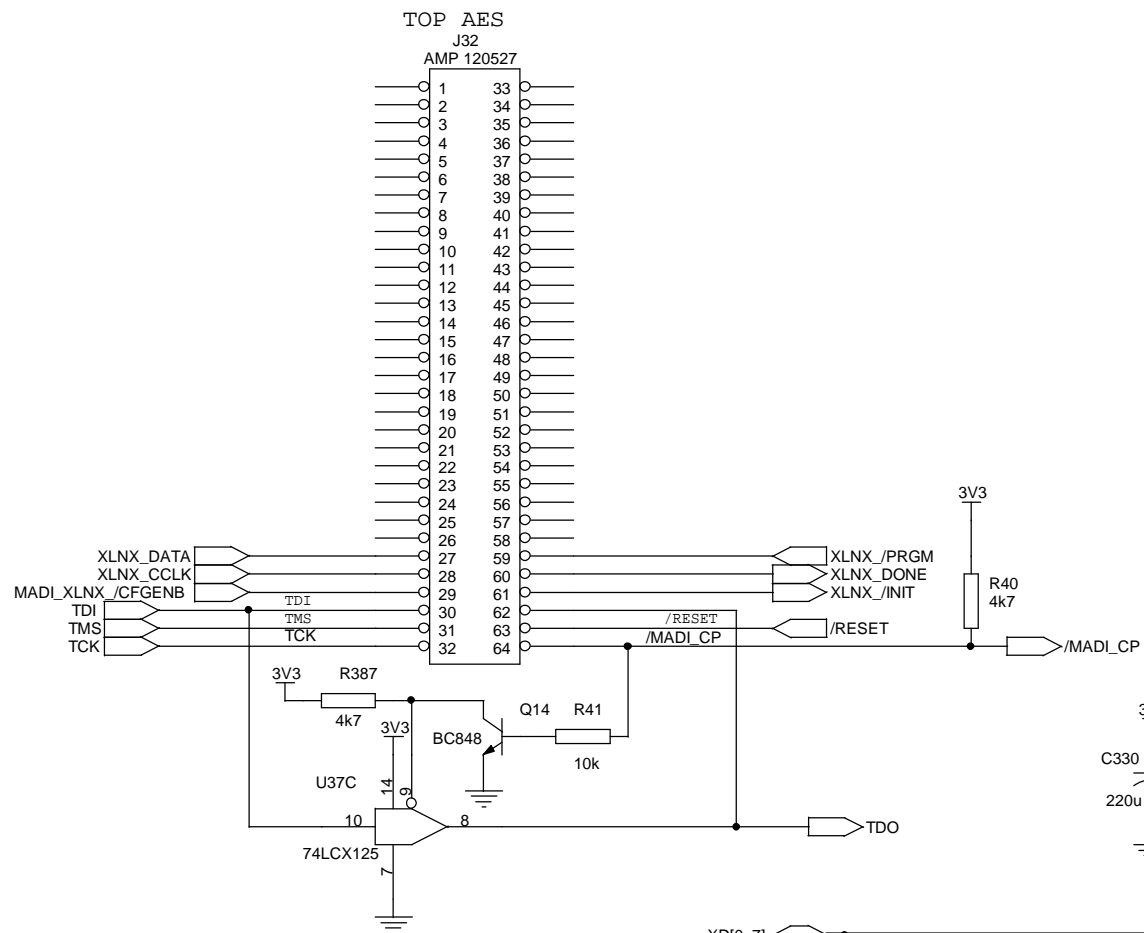 TOP AES
J32
AMP 120527
1 33
2 34
3 35
4 36
5 37
6 38
7 39
8 40
9 41
10 42
11 43
12 44
13 45
14 46
15 47
16 48
17 49
18 50
19 51
20 52
21 53
22 54
23 55
24 56
25 57
26 58
XLNX_DATA 27 59 XLNX_/PRGM
XLNX_CCLK 28 60 XLNX_DONE
MADI_XLNX_/CFGENB 29 61 XLNX_/INIT
TDI TDI 30 62
TMS TMS 31 63 /RESET /RESET
TCK TCK 32 64 /MADI_CP /MADI_CP
3V3
R40
4k7
3V3 R387
4k7
Q14 R41
BC848
10k
3V3
U37C
14
9
10 8 TDO
74LCX125
7
C330
220u